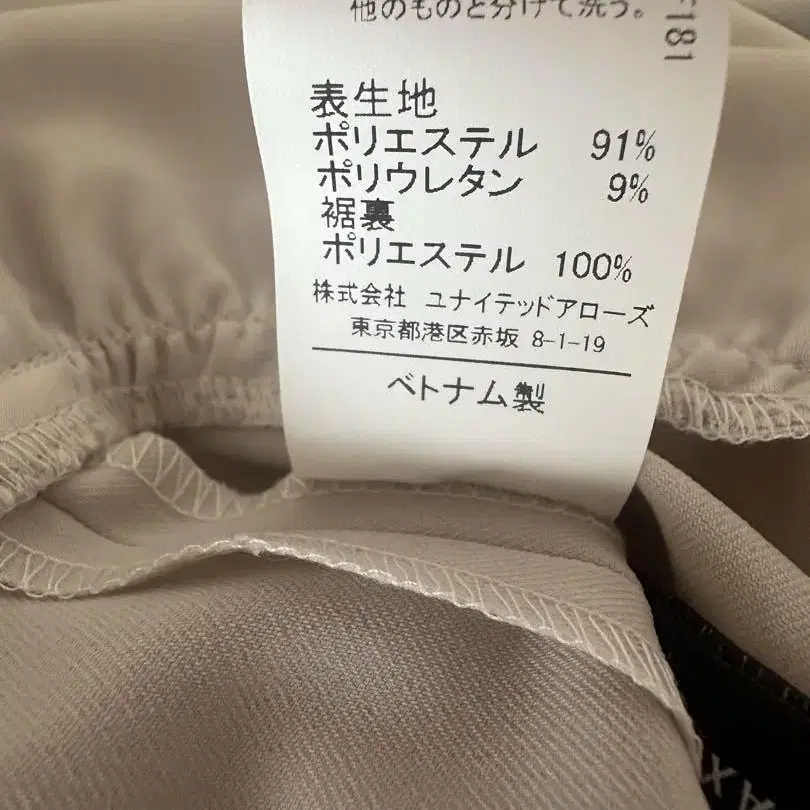 他のものと分けて洗う。
表生地
ポリエステル 91%
ポリウレタン 9%
裾裏
ポリエステル 100%
株式会社 ユナイテッドアローズ
東京都港区赤坂 8-1-19
ベトナム製